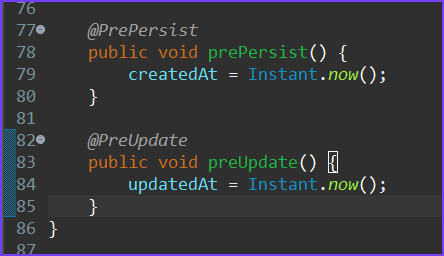 76
77 @PrePersist
78 public void prePersist() {
79 createdAt = Instant.now();
80 }
81
82 @PreUpdate
83 public void preUpdate() {
84 updatedAt = Instant.now();
85 }
86 }
87